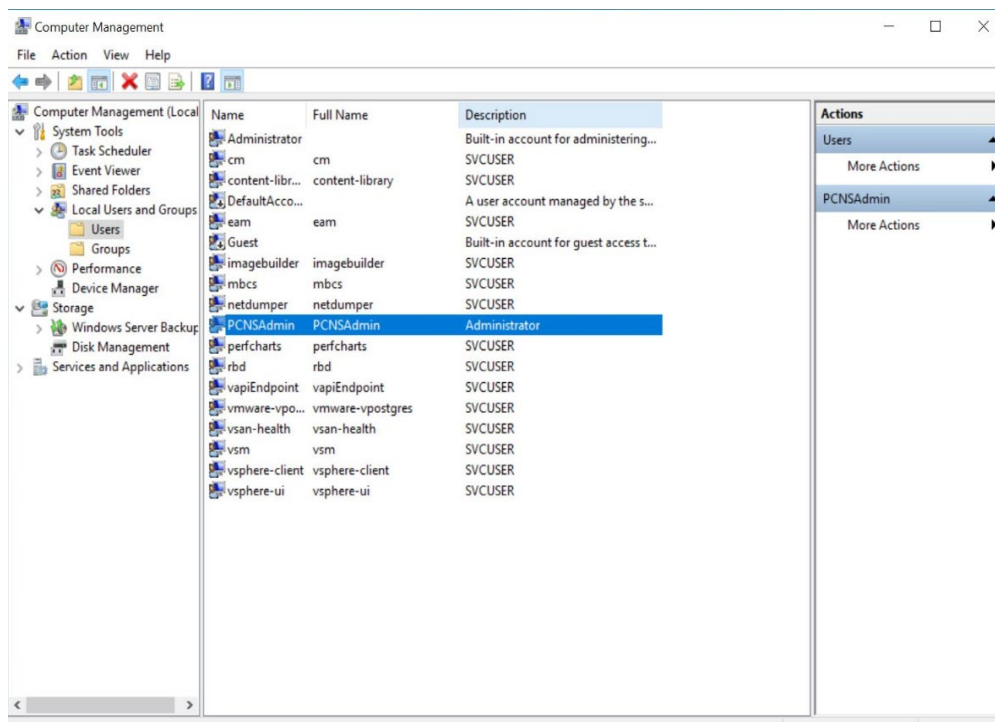 Computer Management
File Action View Help
Computer Management (Local
System Tools
Task Scheduler
Event Viewer
Shared Folders
Local Users and Groups
Users
Groups
Performance
Device Manager
Storage
Windows Server Backup
Disk Management
Services and Applications
Name Full Name Description
Administrator Built-in account for administering...
cm cm SVCUSER
content-libr... content-library SVCUSER
DefaultAcco... A user account managed by the s...
eam eam SVCUSER
Guest Built-in account for guest access t...
imagebuilder imagebuilder SVCUSER
mbcs mbcs SVCUSER
netdumper netdumper SVCUSER
PCNSAdmin PCNSAdmin Administrator
perfcharts perfcharts SVCUSER
rbd rbd SVCUSER
vapiEndpoint vapiEndpoint SVCUSER
vmware-vpo... vmware-vpostgres SVCUSER
vsan-health vsan-health SVCUSER
vsm vsm SVCUSER
vsphere-client vsphere-client SVCUSER
vsphere-ui vsphere-ui SVCUSER
Actions
Users
More Actions
PCNSAdmin
More Actions